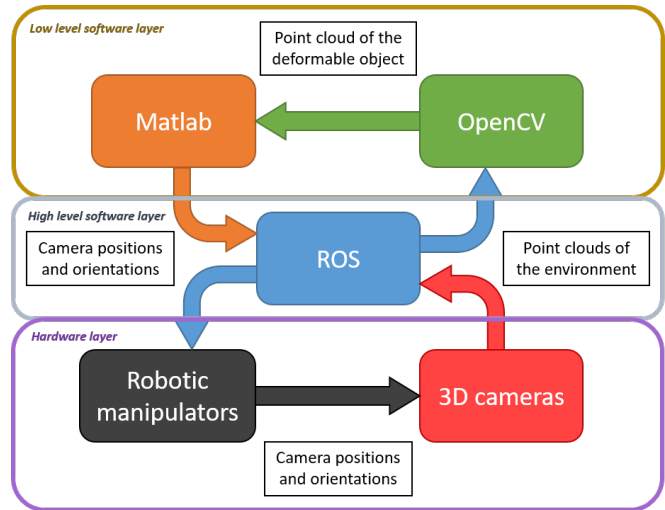 Low level software layer
Point cloud of the
deformable object
Matlab
OpenCV
High level software layer
Camera positions
and orientations
ROS
Point clouds of
the environment
Hardware layer
Robotic
manipulators
3D cameras
Camera positions
and orientations